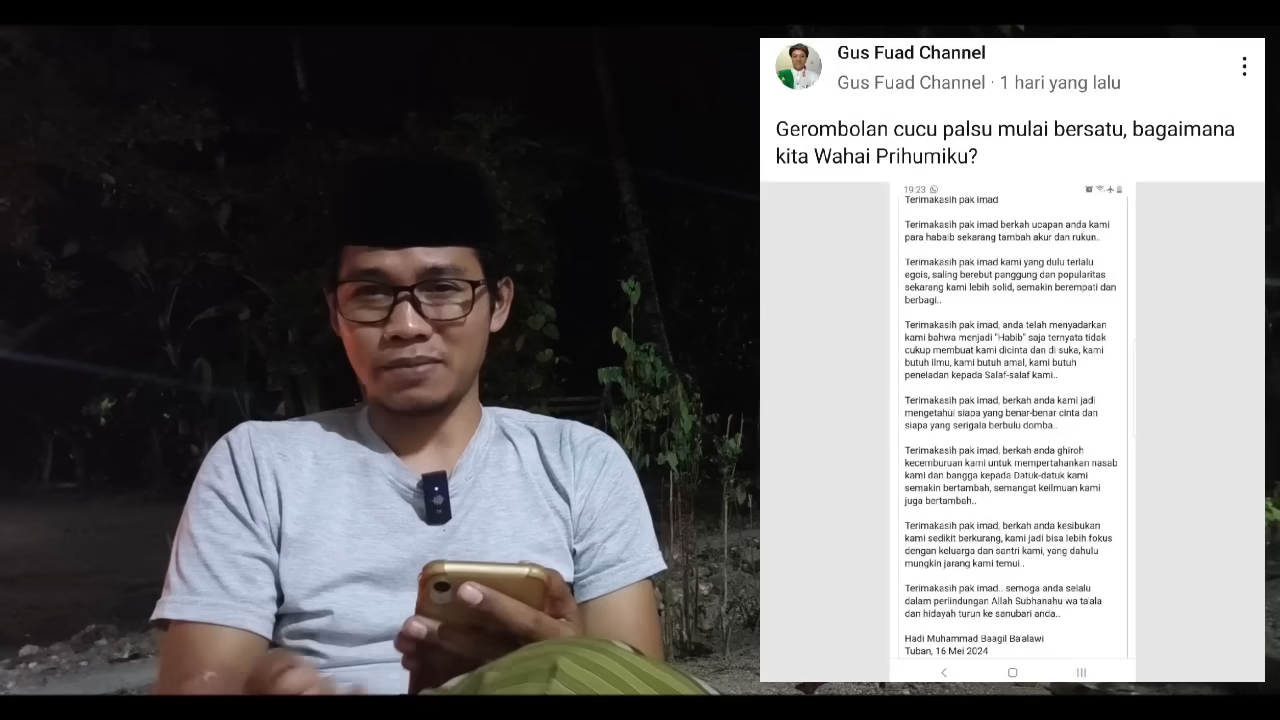 Gus Fuad Channel
Gus Fuad Channel · 1 hari yang lalu
Gerombolan cucu palsu mulai bersatu, bagaimana
kita Wahai Prihumiku?
19:23
Terimakasih pak imad
Terimakasih pak imad berkah ucapan anda kami
para habaib sekarang tambah akur dan rukun..
Terimakasih pak imad kami yang dulu terlalu
egois, saling berebut panggung dan popularitas
sekarang kami lebih solid, semakin berempati dan
berbagi..
Terimakasih pak imad, anda telah menyadarkan
kami bahwa menjadi "Habib" saja ternyata tidak
cukup membuat kami dicinta dan di suka, kami
butuh ilmu, kami butuh amal, kami butuh
peneladan kepada Salaf-salaf kami..
Terimakasih pak imad, berkah anda kami jadi
mengetahui siapa yang benar-benar cinta dan
siapa yang serigala berbulu domba..
Terimakasih pak imad, berkah anda ghiroh
kecemburuan kami untuk mempertahankan nasab
kami dan bangga kepada Datuk-datuk kami
semakin bertambah, semangat keilmuan kami
juga bertambah..
Terimakasih pak imad, berkah anda kesibukan
kami sedikit berkurang, kami jadi bisa lebih fokus
dengan keluarga dan santri kami, yang dahulu
mungkin jarang kami temui..
Terimakasih pak imad.. semoga anda selalu
dalam perlindungan Allah Subhanahu wa ta'ala
dan hidayah turun ke sanubari anda..
Hadi Muhammad Baagil Ba'alawi
Tuban, 16 Mei 2024